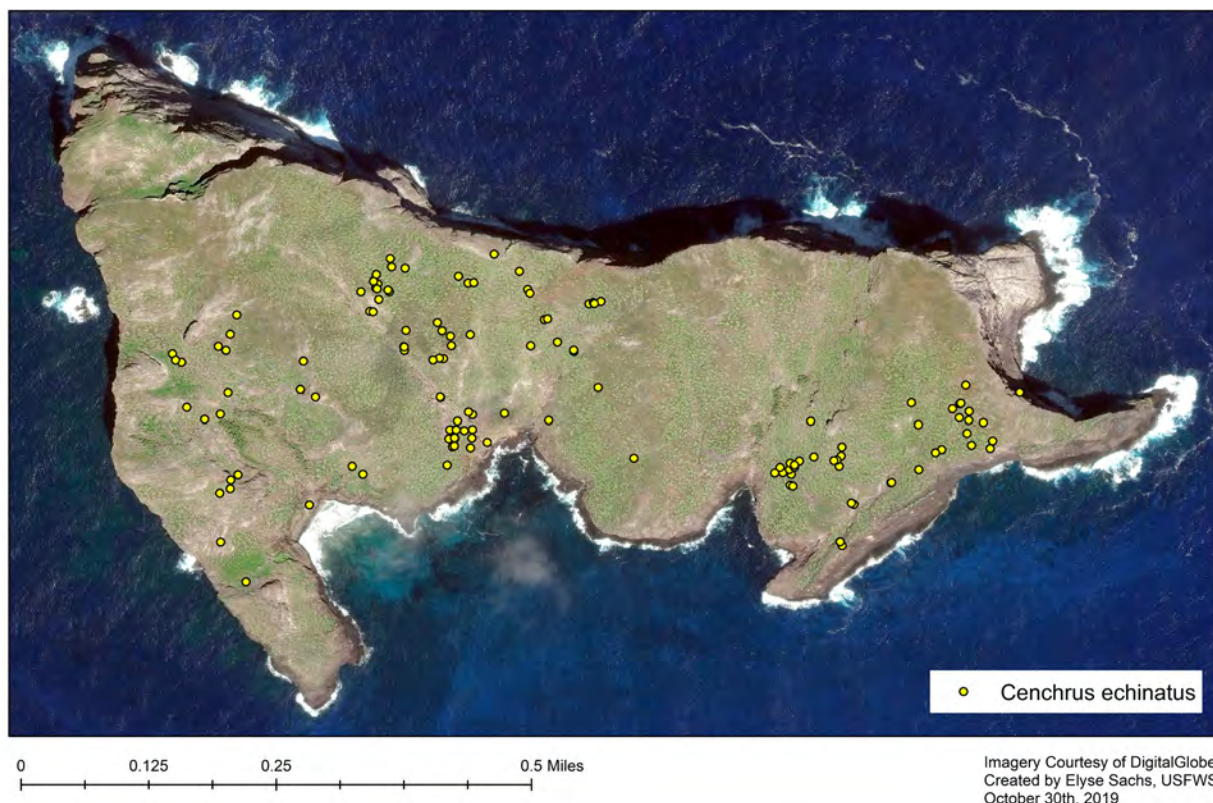 Cenchrus echinatus
0 0.125 0.25 0.5 Miles
Imagery Courtesy of DigitalGlobe
Created by Elyse Sachs, USFWS
October 30th, 2019